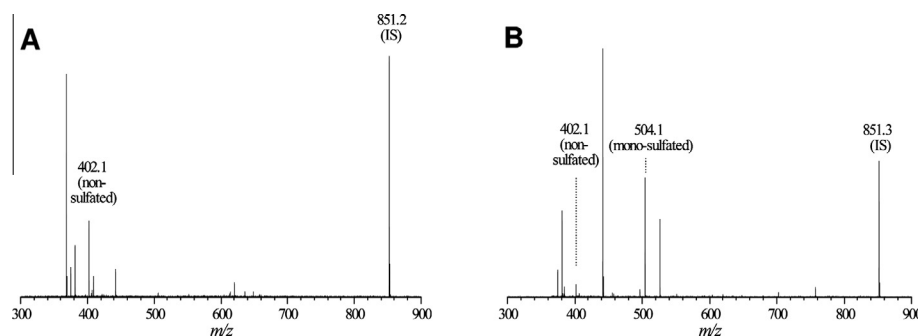 A
851.2
(IS)
402.1
(non-
sulfated)
300 400 500 600 700 800 900
m/z
B
402.1
(non-
sulfated)
504.1
(mono-sulfated)
851.3
(IS)
300 400 500 600 700 800 900
m/z